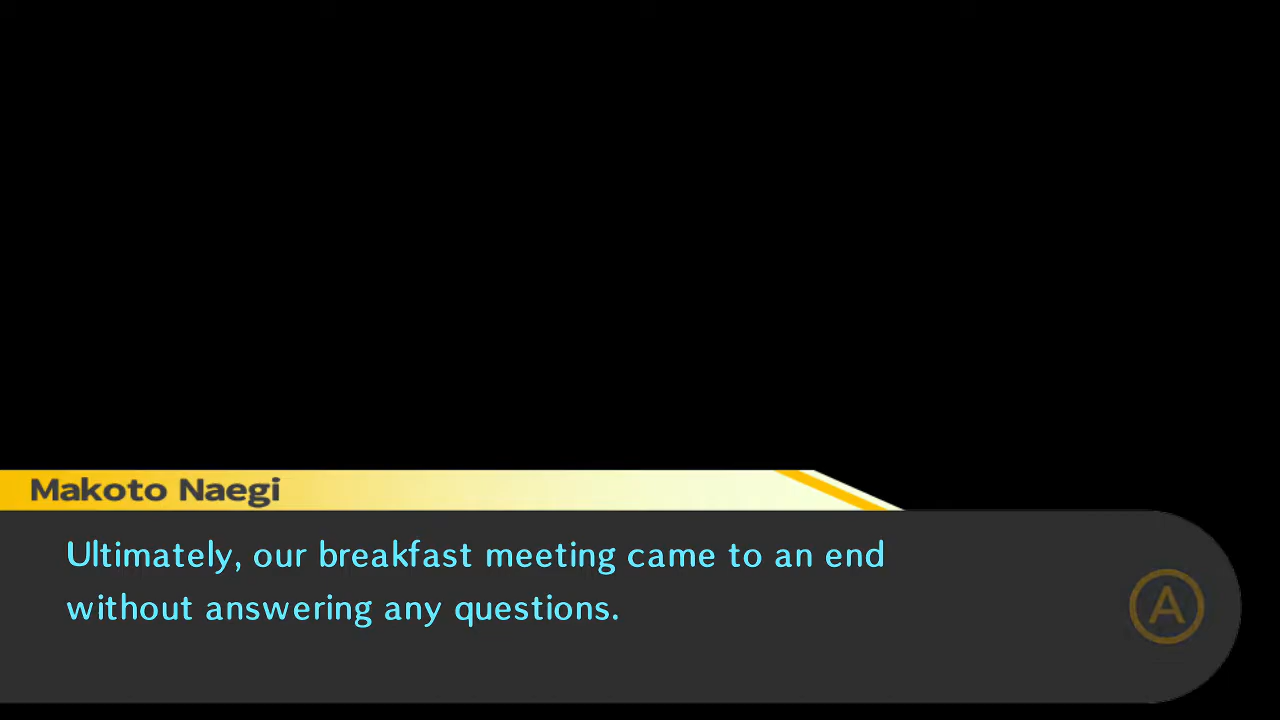 Makoto Naegi
Ultimately, our breakfast meeting came to an end
without answering any questions.
A